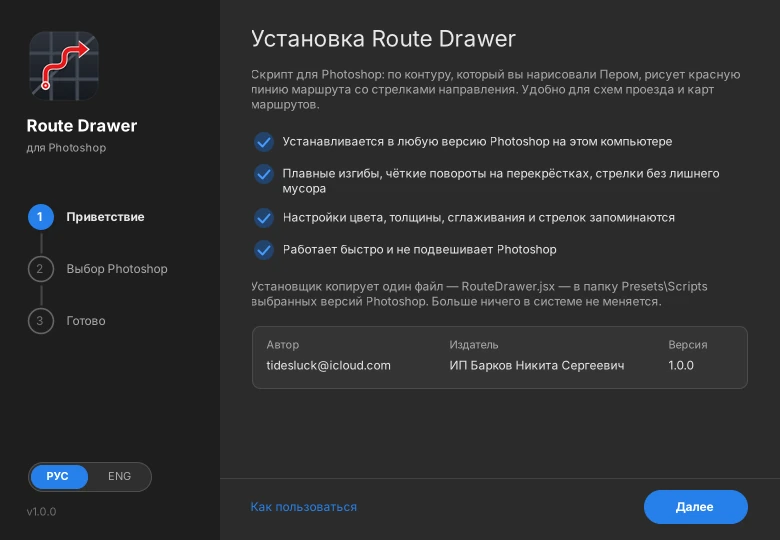 Route Drawer
для Photoshop
1 Приветствие
2 Выбор Photoshop
3 Готово
РУС ENG
v1.0.0
Установка Route Drawer
Скрипт для Photoshop: по контуру, который вы нарисовали Пером, рисует красную
линию маршрута со стрелками направления. Удобно для схем проезда и карт
маршрутов.
Устанавливается в любую версию Photoshop на этом компьютере
Плавные изгибы, чёткие повороты на перекрёстках, стрелки без лишнего
мусора
Настройки цвета, толщины, сглаживания и стрелок запоминаются
Работает быстро и не подвешивает Photoshop
Установщик копирует один файл — RouteDrawer.jsx — в папку Presets\Scripts
выбранных версий Photoshop. Больше ничего в системе не меняется.
Автор Издатель Версия
tidesluck@icloud.com ИП Барков Никита Сергеевич 1.0.0
Как пользоваться Далее